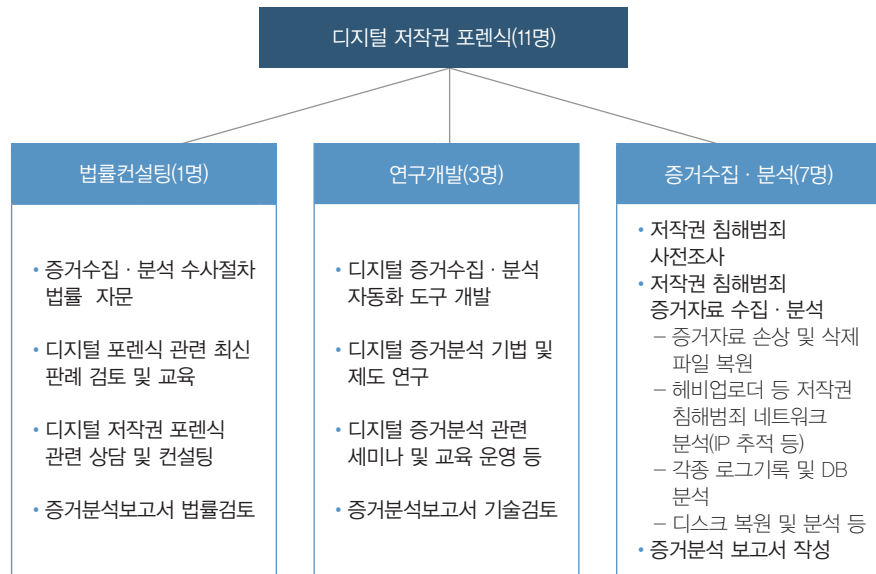 디지털 저작권 포렌식(11명)
법률컨설팅(1명)
• 증거수집 · 분석 수사절차
법률 자문
• 디지털 포렌식 관련 최신
판례 검토 및 교육
• 디지털 저작권 포렌식
관련 상담 및 컨설팅
• 증거분석보고서 법률검토
연구개발(3명)
• 디지털 증거수집 · 분석
자동화 도구 개발
• 디지털 증거분석 기법 및
제도 연구
• 디지털 증거분석 관련
세미나 및 교육 운영 등
• 증거분석보고서 기술검토
증거수집 · 분석(7명)
• 저작권 침해범죄
사전조사
• 저작권 침해범죄
증거자료 수집 · 분석
– 증거자료 손상 및 삭제
파일 복원
– 헤비업로더 등 저작권
침해범죄 네트워크
분석(IP 추적 등)
– 각종 로그기록 및 DB
분석
– 디스크 복원 및 분석 등
• 증거분석 보고서 작성